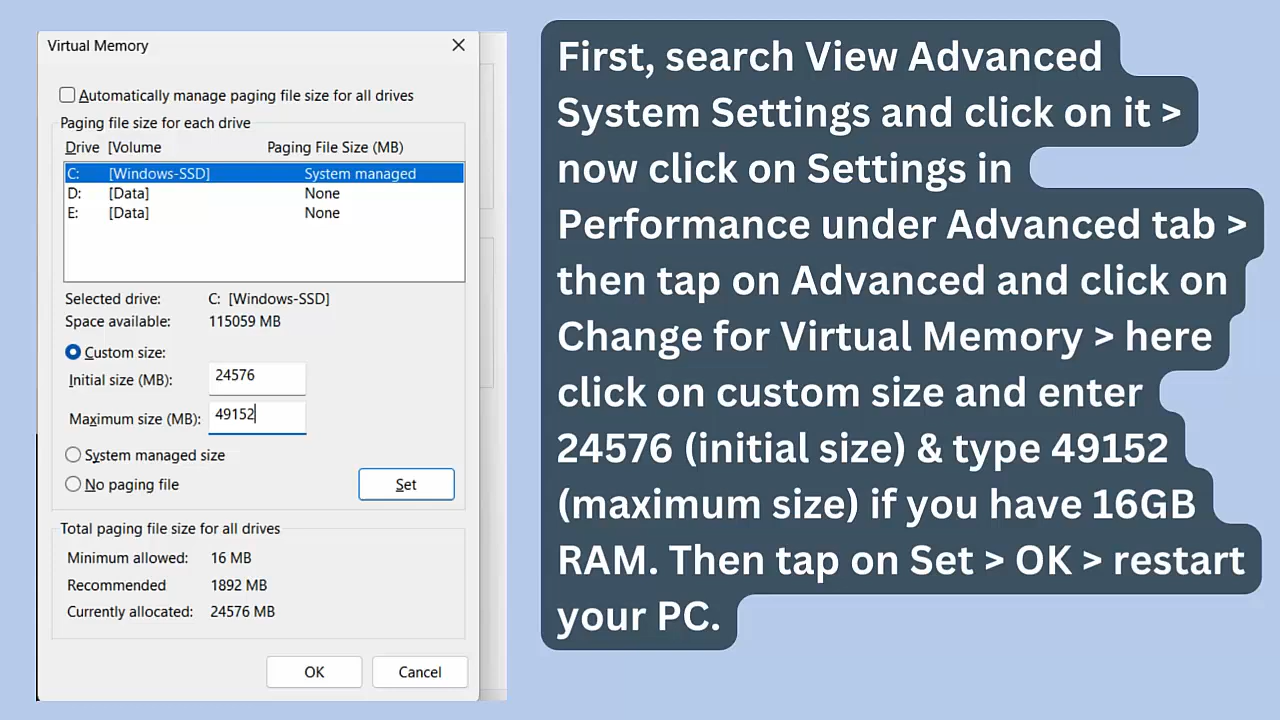 Virtual Memory
Automatically manage paging file size for all drives
Paging file size for each drive
Drive [Volume Paging File Size (MB)
C: [Windows-SSD] System managed
D: [Data] None
E: [Data] None
Selected drive: C: [Windows-SSD]
Space available: 115059 MB
Custom size:
Initial size (MB): 24576
Maximum size (MB): 49152
System managed size
No paging file Set
Total paging file size for all drives
Minimum allowed: 16 MB
Recommended 1892 MB
Currently allocated: 24576 MB
OK Cancel
First, search View Advanced
System Settings and click on it >
now click on Settings in
Performance under Advanced tab >
then tap on Advanced and click on
Change for Virtual Memory > here
click on custom size and enter
24576 (initial size) & type 49152
(maximum size) if you have 16GB
RAM. Then tap on Set > OK > restart
your PC.